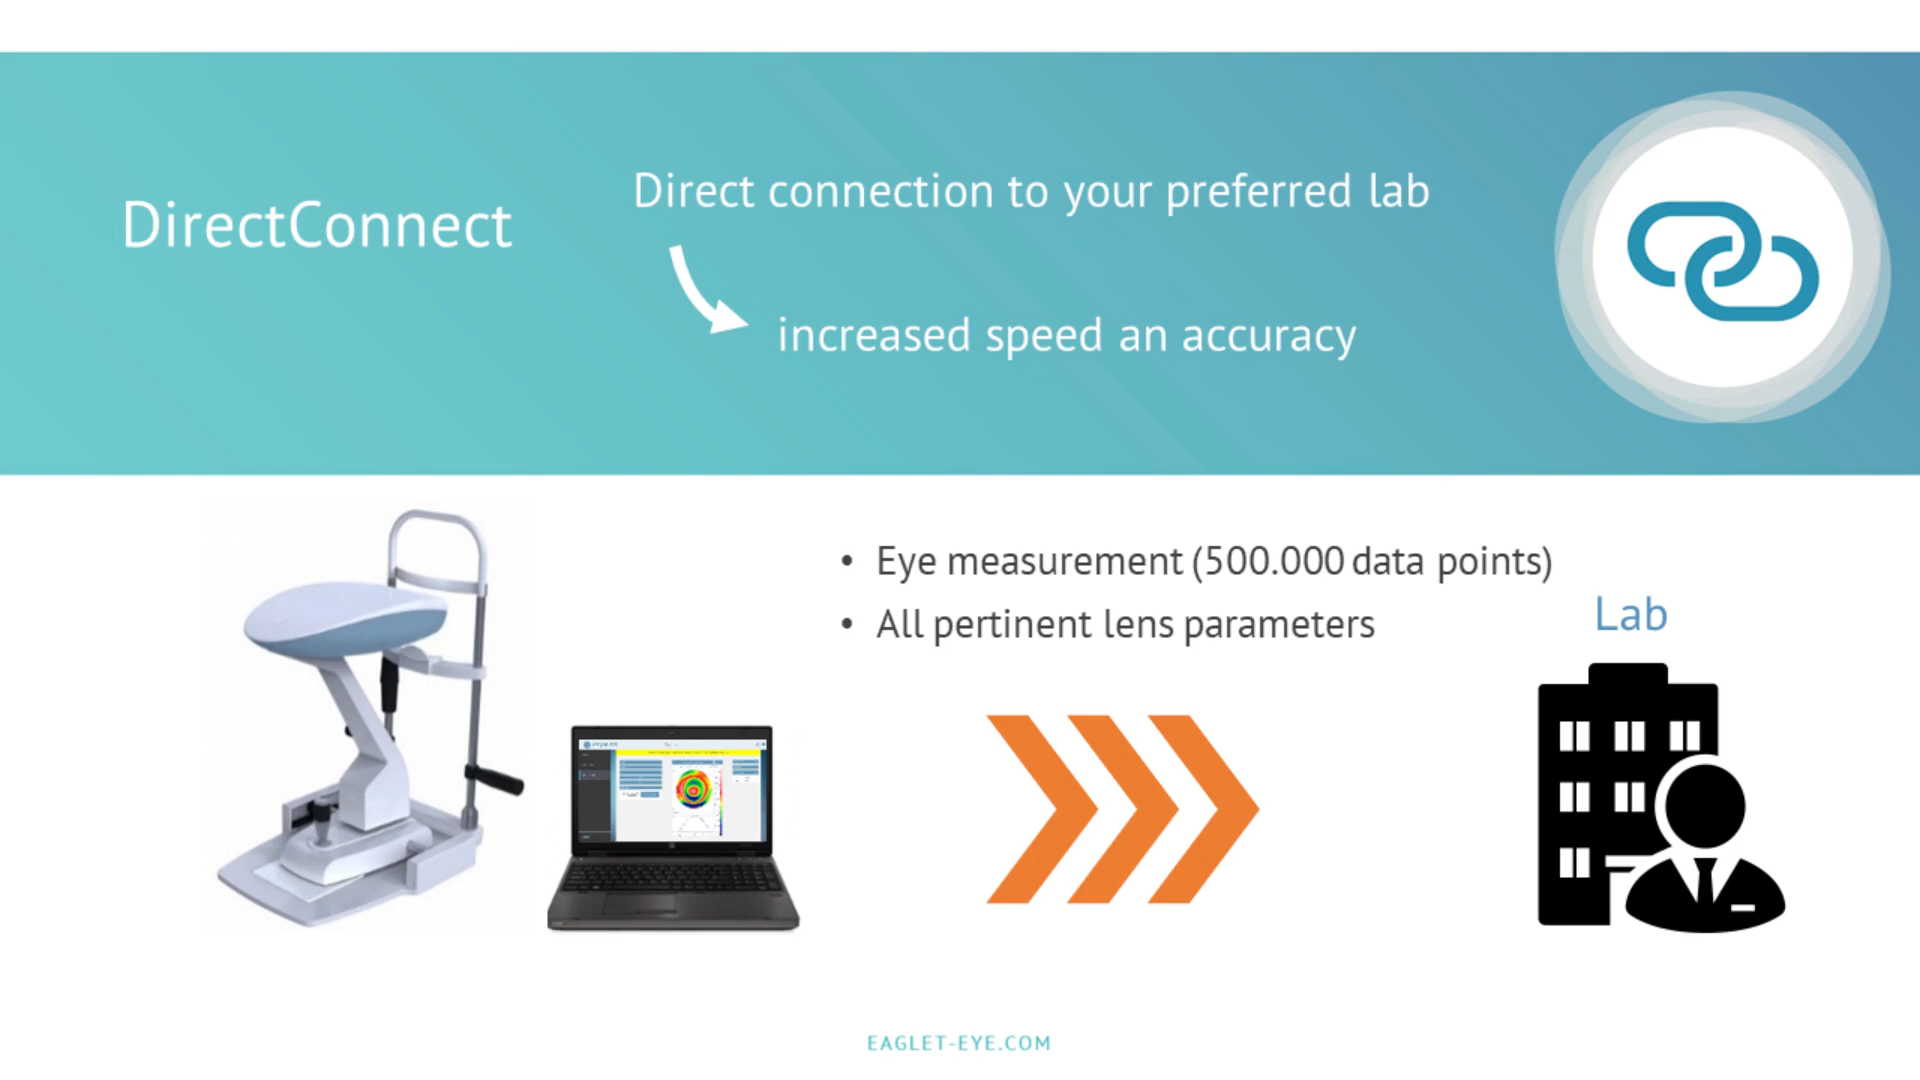 DirectConnect
Direct connection to your preferred lab
increased speed an accuracy
• Eye measurement (500.000 data points)
• All pertinent lens parameters
Lab
EAGLET-EYE.COM